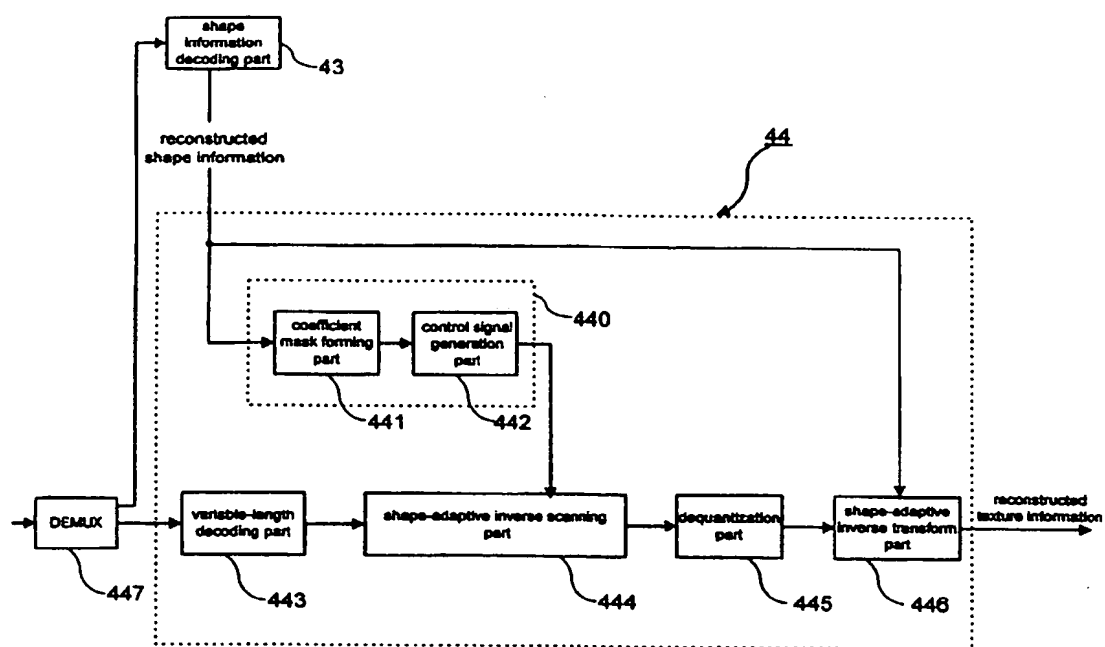 shape
information
decoding part
43
reconstructed
shape information
44
440
coefficient
mask forming
part
control signal
generation
part
441
442
DEMUX
variable-length
decoding part
shape-adaptive inverse scanning
part
dequantization
part
shape-adaptive
inverse transform
part
reconstructed
texture information
447
443
444
445
446